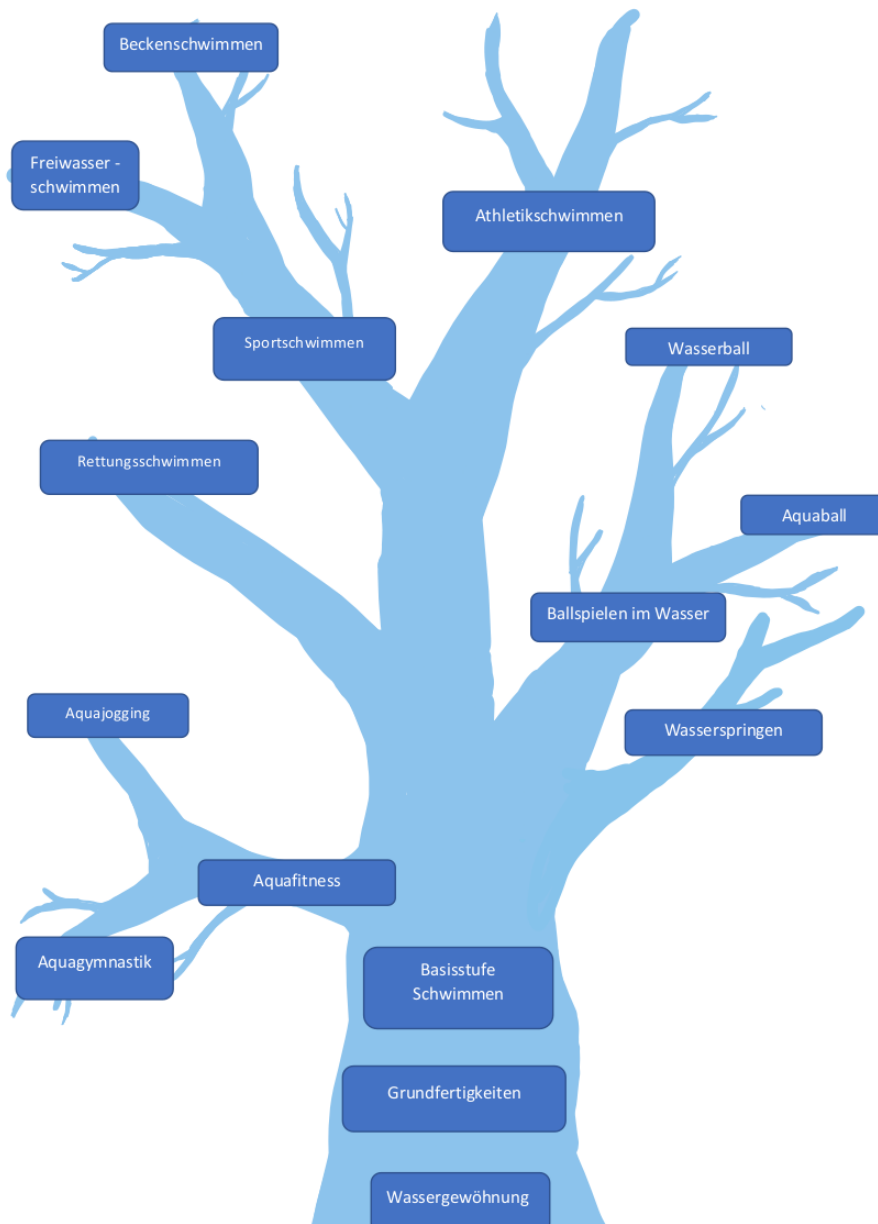 Beckenschwimmen
Freiwasser -
schwimmen
Athletikschwimmen
Sportschwimmen
Wasserball
Rettungsschwimmen
Aquaball
Ballspielen im Wasser
Aquajogging
Wasserspringen
Aquafitness
Aquagymnastik
Basisstufe
Schwimmen
Grundfertigkeiten
Wassergewöhnung